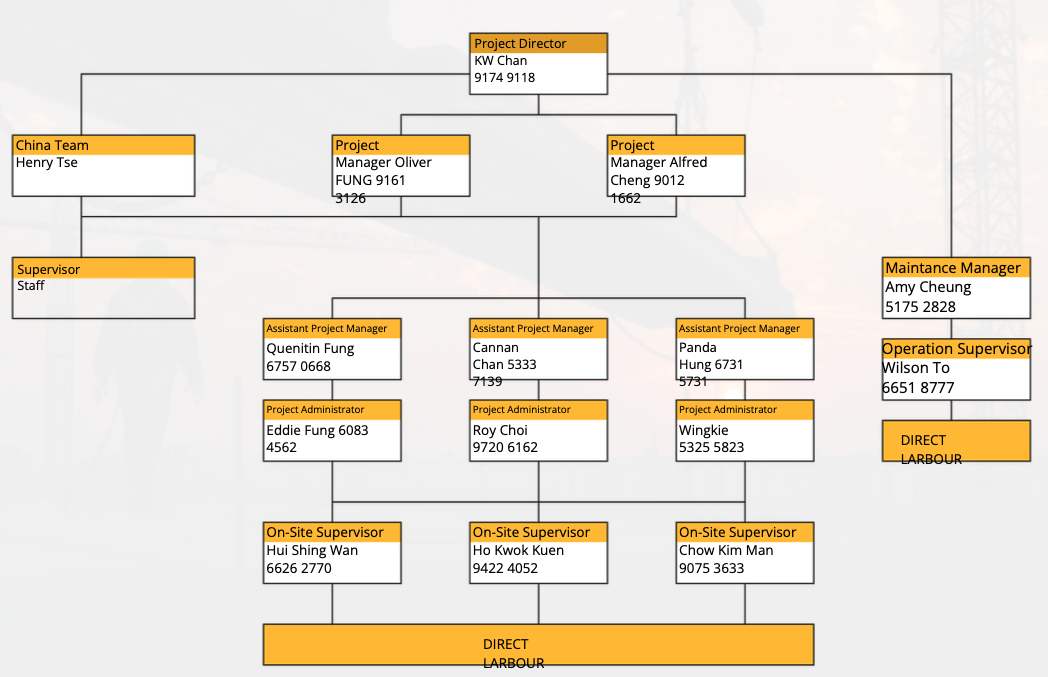 Project Director
KW Chan
9174 9118
China Team
Henry Tse
Project
Manager Oliver
FUNG 9161
3126
Project
Manager Alfred
Cheng 9012
1662
Supervisor
Staff
Maintance Manager
Amy Cheung
5175 2828
Assistant Project Manager
Quenitin Fung
6757 0668
Assistant Project Manager
Cannan
Chan 5333
7139
Assistant Project Manager
Panda
Hung 6731
5731
Operation Supervisor
Wilson To
6651 8777
Project Administrator
Eddie Fung 6083
4562
Project Administrator
Roy Choi
9720 6162
Project Administrator
Wingkie
5325 5823
DIRECT
LARBOUR
On-Site Supervisor
Hui Shing Wan
6626 2770
On-Site Supervisor
Ho Kwok Kuen
9422 4052
On-Site Supervisor
Chow Kim Man
9075 3633
DIRECT
LARBOUR